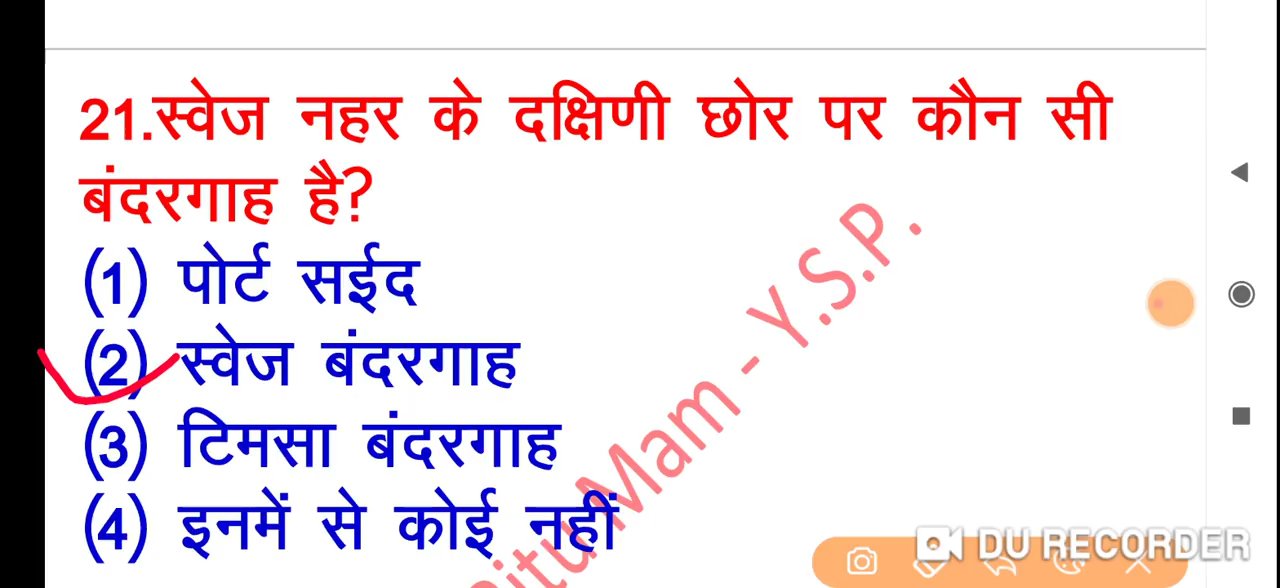 21.स्वेज नहर के दक्षिणी छोर पर कौन सी
बंदरगाह है?
(1) पोर्ट सईद
(2) स्वेज बंदरगाह
(3) टिमसा बंदरगाह
(4) इनमें से कोई नहीं
Mam - Y.S.P.
DU RECORDER